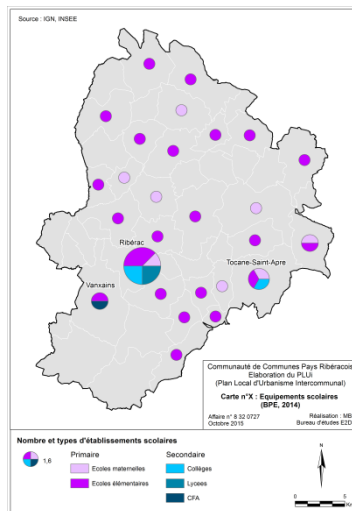 Source : IGN, INSEE
Ribérac
Tocane-Saint-Apre
Vanxains
Communauté de Communes Pays Ribéracois
Elaboration du PLUi
(Plan Local d'Urbanisme Intercommunal)
Carte n°X : Equipements scolaires
(BPE, 2014)
Affaire n° 8 32 0727
Réalisation : MB
Octobre 2015
Bureau d'études E2D
Nombre et types d'établissements scolaires
1,6
Primaire
Ecoles maternelles
Ecoles élémentaires
Secondaire
Collèges
Lycees
CFA
N
0
5